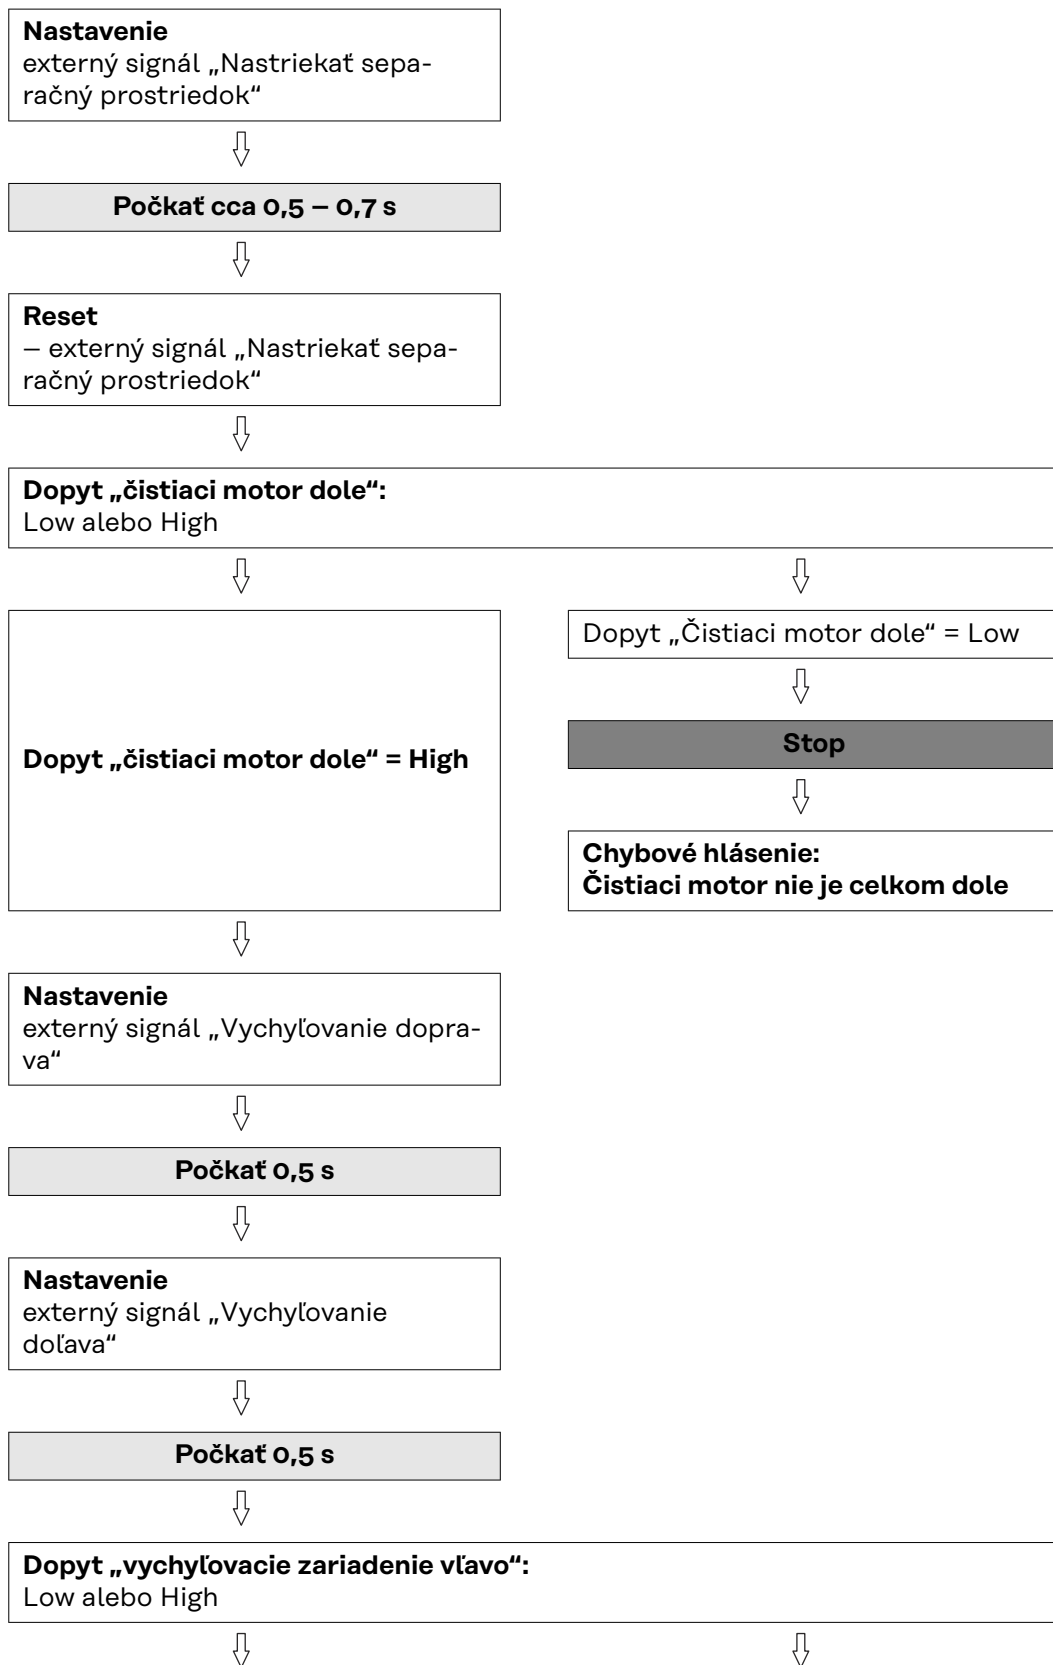 Nastavenie
externý signál „Nastriekať sepa-
račný prostriedok“
Počkať cca 0,5 – 0,7 s
Reset
– externý signál „Nastriekať sepa-
račný prostriedok“
Dopyt „čistiaci motor dole“:
Low alebo High
Dopyt „čistiaci motor dole“ = High
Dopyt „Čistiaci motor dole“ = Low
Stop
Chybové hlásenie:
Čistiaci motor nie je celkom dole
Nastavenie
externý signál „Vychyľovanie dopra-
va“
Počkať 0,5 s
Nastavenie
externý signál „Vychyľovanie
doľava“
Počkať 0,5 s
Dopyt „vychyľovacie zariadenie vľavo“:
Low alebo High